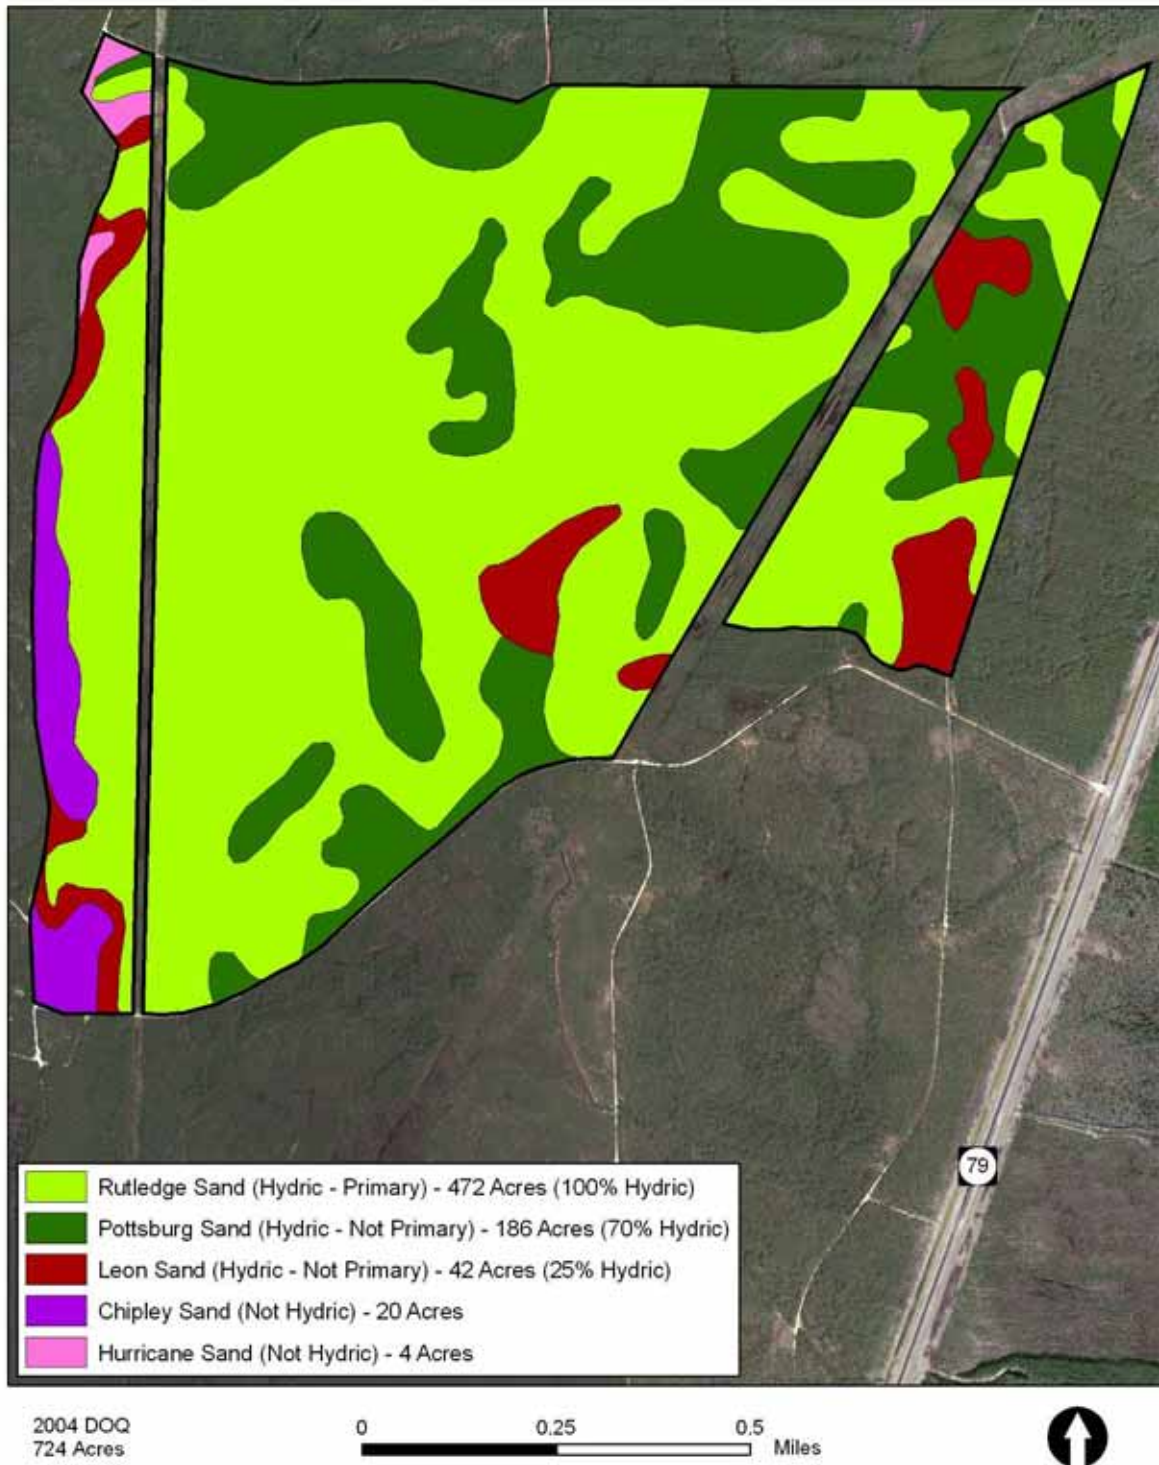 79
Rutledge Sand (Hydric - Primary) - 472 Acres (100% Hydric)
Pottsburg Sand (Hydric - Not Primary) - 186 Acres (70% Hydric)
Leon Sand (Hydric - Not Primary) - 42 Acres (25% Hydric)
Chipley Sand (Not Hydric) - 20 Acres
Hurricane Sand (Not Hydric) - 4 Acres
2004 DOQ
724 Acres
0 0.25 0.5
Miles